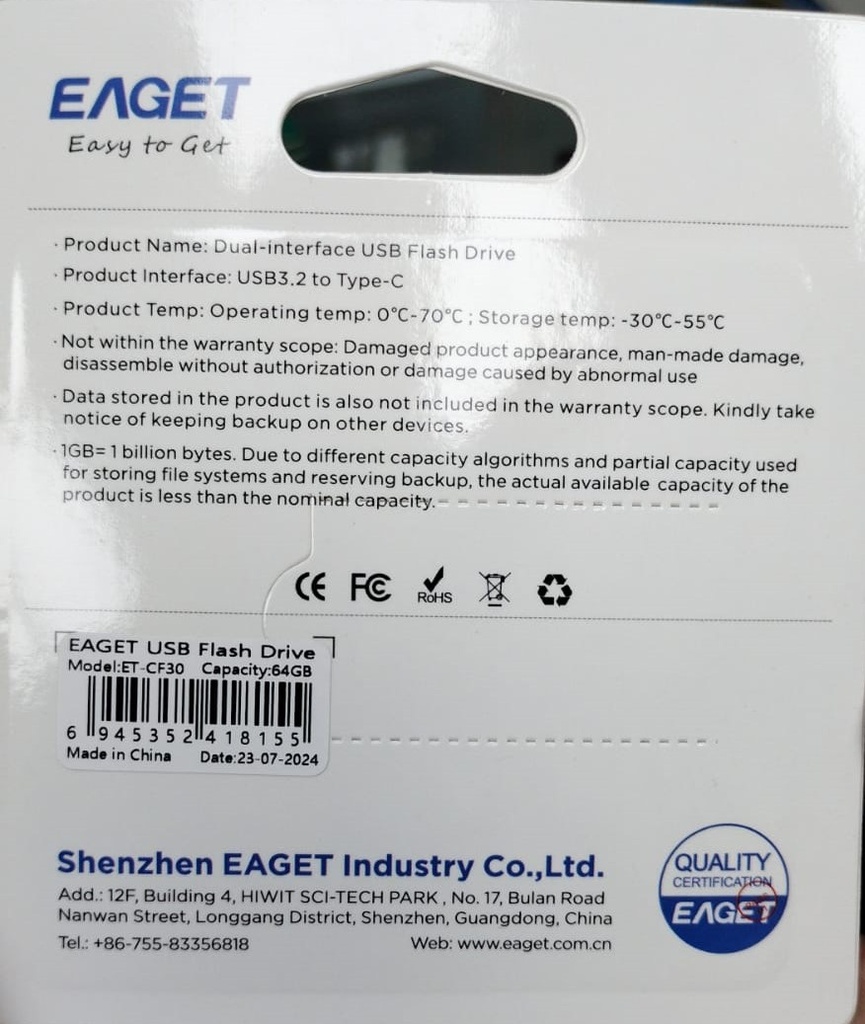 EAGET
Easy to Get
· Product Name: Dual-interface USB Flash Drive
· Product Interface: USB3.2 to Type-C
· Product Temp: Operating temp: 0°C-70°C ; Storage temp: -30°C-55°C
· Not within the warranty scope: Damaged product appearance, man-made damage,
disassemble without authorization or damage caused by abnormal use
· Data stored in the product is also not included in the warranty scope. Kindly take
notice of keeping backup on other devices.
· 1GB= 1 billion bytes. Due to different capacity algorithms and partial capacity used
for storing file systems and reserving backup, the actual available capacity of the
product is less than the nominal capacity.
CE FC RoHS
EAGET USB Flash Drive
Model:ET-CF30 Capacity:64GB
6 945352 418155
Made in China Date:23-07-2024
Shenzhen EAGET Industry Co.,Ltd.
Add.: 12F, Building 4, HIWIT SCI-TECH PARK , No. 17, Bulan Road
Nanwan Street, Longgang District, Shenzhen, Guangdong, China
Tel.: +86-755-83356818 Web: www.eaget.com.cn
QUALITY
CERTIFICATION
EAGET